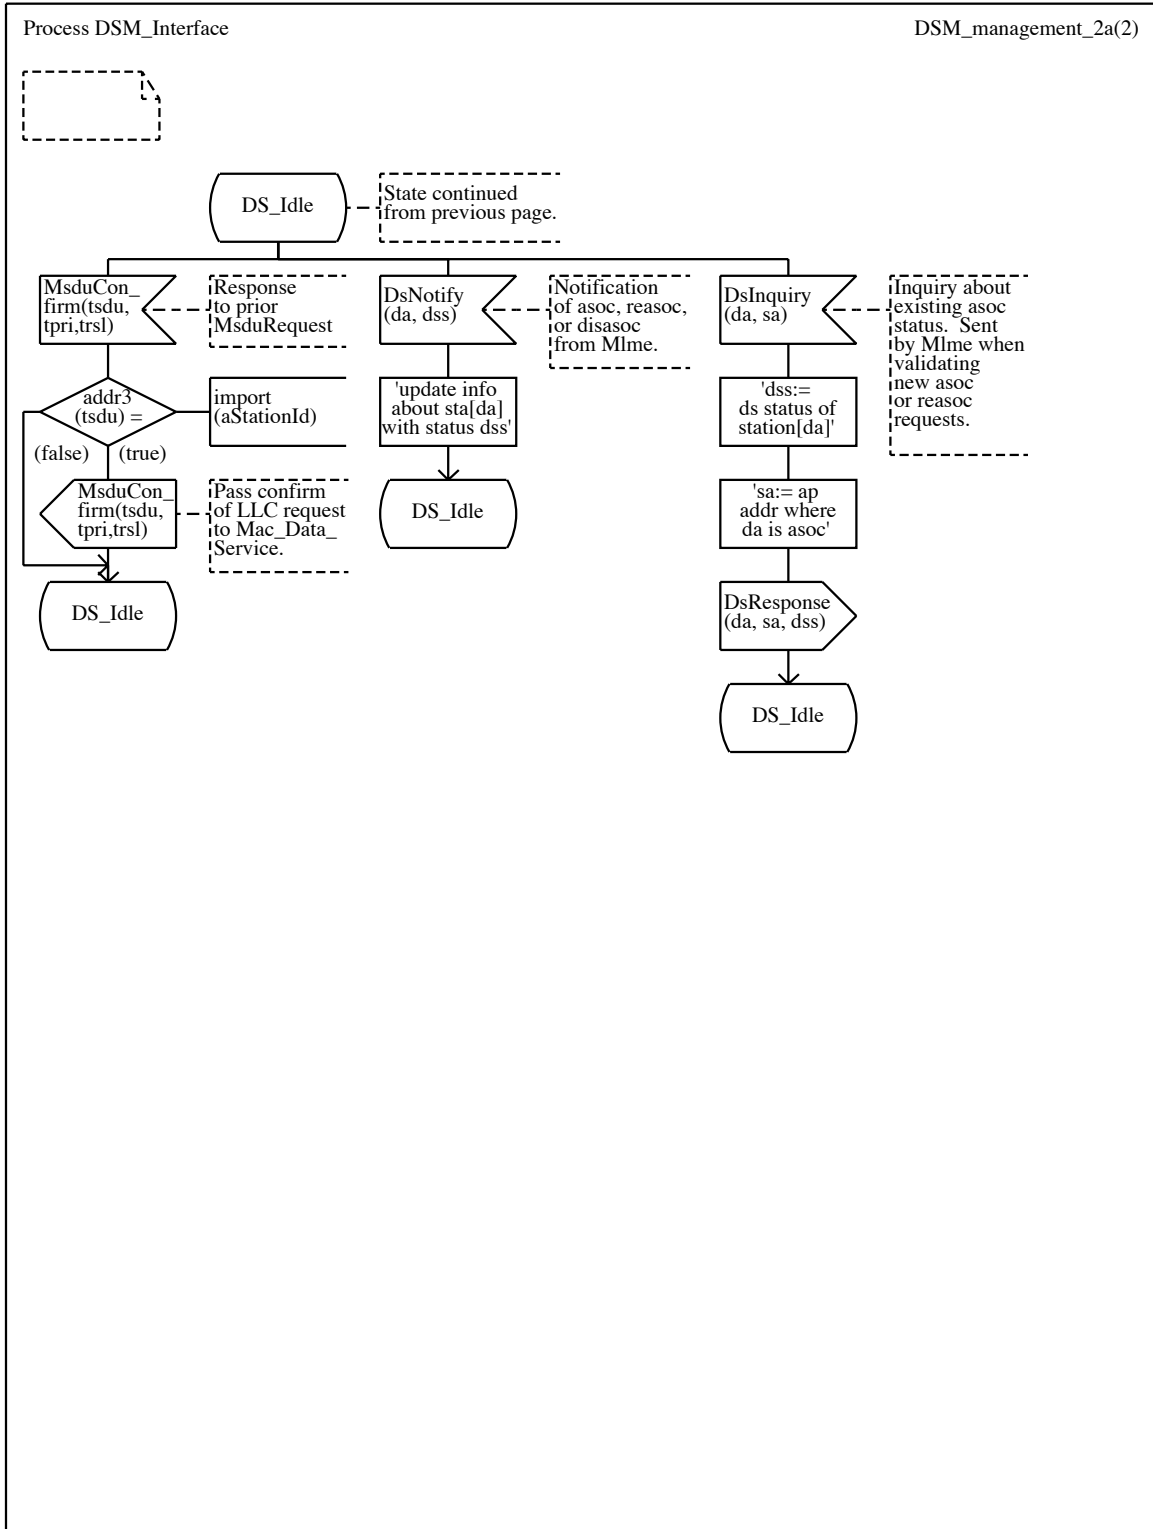 Process DSM_Interface
DSM_management_2a(2)
DS_Idle
State continued
from previous page.
MsduCon_
firm(tsdu,
tpri,trsl)
Response
to prior
MsduRequest
DsNotify
(da, dss)
Notification
of asoc, reasoc,
or disasoc
from Mlme.
DsInquiry
(da, sa)
Inquiry about
existing asoc
status.  Sent
by Mlme when
validating
new asoc
or reasoc
requests.
addr3
(tsdu) =
import
(aStationId)
(false)
(true)
'update info
about sta[da]
with status dss'
'dss:=
ds status of
station[da]'
MsduCon_
firm(tsdu,
tpri,trsl)
Pass confirm
of LLC request
to Mac_Data_
Service.
DS_Idle
'sa:= ap
addr where
da is asoc'
DS_Idle
DsResponse
(da, sa, dss)
DS_Idle